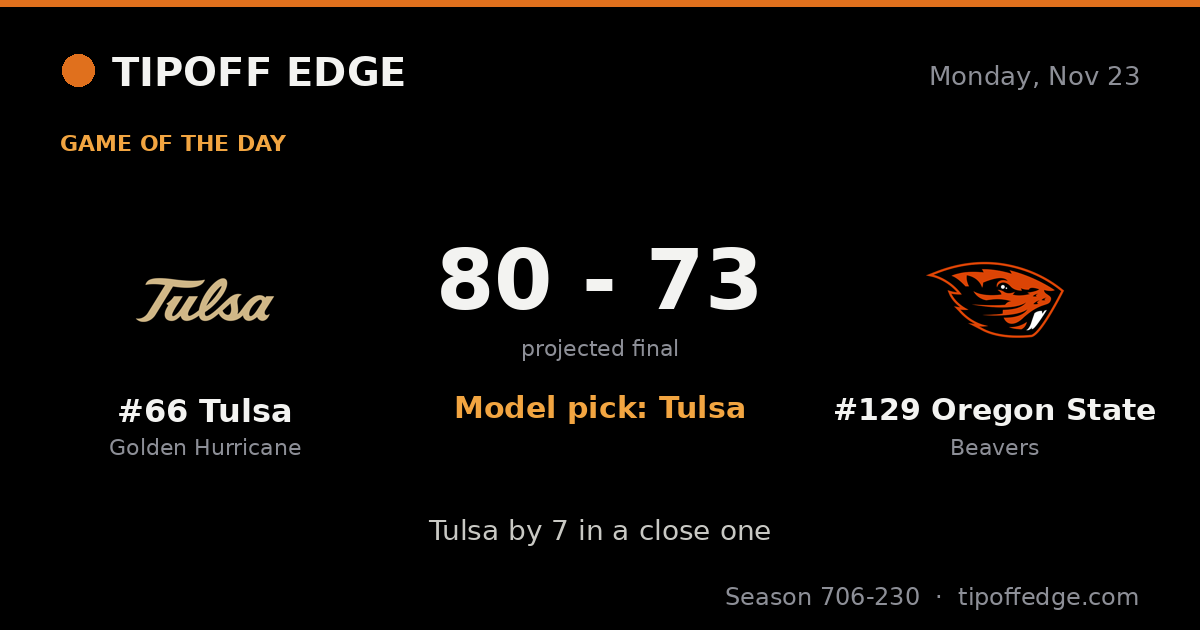 TIPOFF EDGE
Monday, Nov 23
GAME OF THE DAY
80 - 73
projected final
Tulsa
#66 Tulsa
Golden Hurricane
Model pick: Tulsa
#129 Oregon State
Beavers
Tulsa by 7 in a close one
Season 706-230 · tipoffedge.com